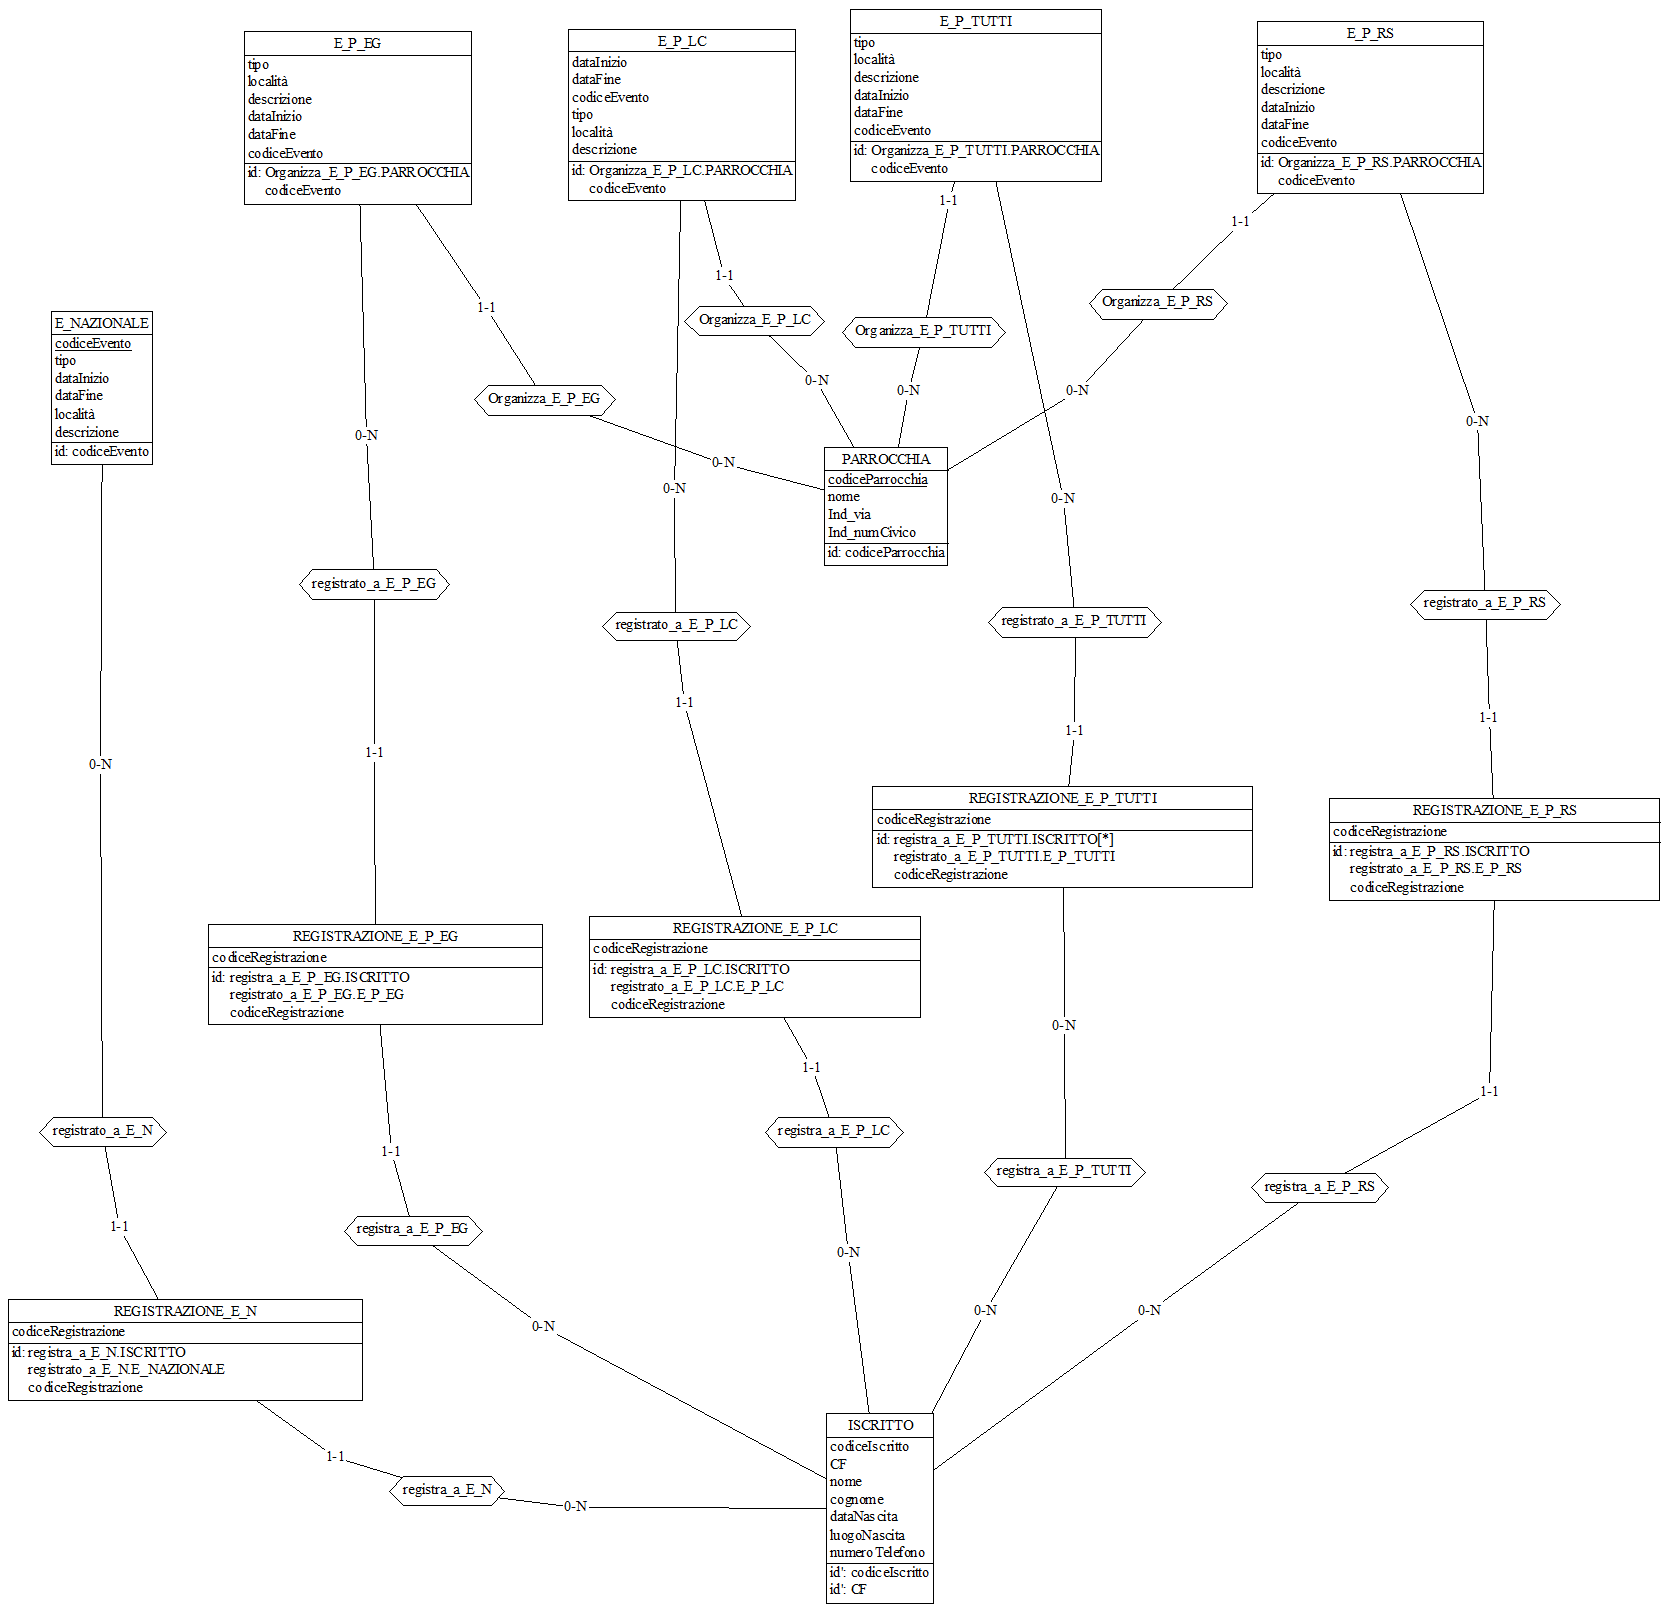 E_P_EG
tipo
località
descrizione
dataInizio
dataFine
codiceEvento
id: Organizza_E_P_EG.PARROCCHIA
codiceEvento
E_P_LC
dataInizio
dataFine
codiceEvento
tipo
località
descrizione
id: Organizza_E_P_LC.PARROCCHIA
codiceEvento
E_P_TUTTI
tipo
località
descrizione
dataInizio
dataFine
codiceEvento
id: Organizza_E_P_TUTTI.PARROCCHIA
codiceEvento
E_P_RS
tipo
località
descrizione
dataInizio
dataFine
codiceEvento
id: Organizza_E_P_RS.PARROCCHIA
codiceEvento
1-1
1-1
1-1
1-1
Organizza_E_P_RS
Organizza_E_P_LC
Organizza_E_P_TUTTI
E_NAZIONALE
codiceEvento
tipo
dataInizio
dataFine
località
descrizione
id: codiceEvento
0-N
0-N
0-N
Organizza_E_P_EG
0-N
0-N
0-N
0-N
0-N
PARROCCHIA
codiceParrocchia
nome
Ind_via
Ind_numCivico
id: codiceParrocchia
registrato_a_E_P_EG
registrato_a_E_P_LC
registrato_a_E_P_TUTTI
registrato_a_E_P_RS
1-1
1-1
1-1
1-1
0-N
REGISTRAZIONE_E_P_TUTTI
codiceRegistrazione
id: registra_a_E_P_TUTTI.ISCRITTO[*]
registrato_a_E_P_TUTTI.E_P_TUTTI
codiceRegistrazione
REGISTRAZIONE_E_P_RS
codiceRegistrazione
id: registra_a_E_P_RS.ISCRITTO
registrato_a_E_P_RS.E_P_RS
codiceRegistrazione
REGISTRAZIONE_E_P_EG
codiceRegistrazione
id: registra_a_E_P_EG.ISCRITTO
registrato_a_E_P_EG.E_P_EG
codiceRegistrazione
REGISTRAZIONE_E_P_LC
codiceRegistrazione
id: registra_a_E_P_LC.ISCRITTO
registrato_a_E_P_LC.E_P_LC
codiceRegistrazione
0-N
1-1
1-1
1-1
registrato_a_E_N
registra_a_E_P_LC
registra_a_E_P_TUTTI
registra_a_E_P_RS
1-1
registra_a_E_P_EG
0-N
0-N
0-N
0-N
REGISTRAZIONE_E_N
codiceRegistrazione
id: registra_a_E_N.ISCRITTO
registrato_a_E_N.E_NAZIONALE
codiceRegistrazione
1-1
registra_a_E_N
0-N
ISCRITTO
codiceIscritto
CF
nome
cognome
dataNascita
luogoNascita
numeroTelefono
id': codiceIscritto
id': CF